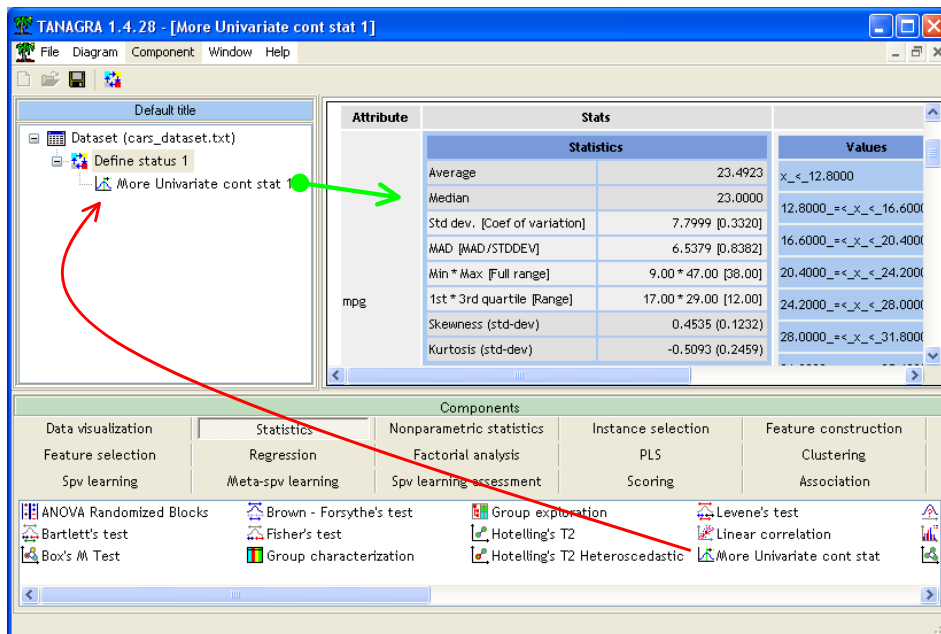 TANAGRA 1.4.28 - [More Univariate cont stat 1]
File Diagram Component Window Help
Default title
Dataset (cars_dataset.txt)
Define status 1
More Univariate cont stat 1
Attribute Stats
Statistics Values
Average 23.4923 x_<_12.8000
Median 23.0000 12.8000_=<_x_<_16.6000
Std dev. [Coef of variation] 7.7999 [0.3320]
MAD [MAD/STDDEV] 6.5379 [0.8382] 16.6000_=<_x_<_20.4000
Min * Max [Full range] 9.00 * 47.00 [38.00] 20.4000_=<_x_<_24.2000
mpg 1st * 3rd quartile [Range] 17.00 * 29.00 [12.00] 24.2000_=<_x_<_28.0000
Skewness (std-dev) 0.4535 (0.1232)
Kurtosis (std-dev) -0.5093 (0.2459) 28.0000_=<_x_<_31.8000
Components
Data visualization Statistics Nonparametric statistics Instance selection Feature construction
Feature selection Regression Factorial analysis PLS Clustering
Spv learning Meta-spv learning Spv learning assessment Scoring Association
ANOVA Randomized Blocks Brown - Forsythe's test Group exploration Levene's test
Bartlett's test Fisher's test Hotelling's T2 Linear correlation
Box's M Test Group characterization Hotelling's T2 Heteroscedastic More Univariate cont stat